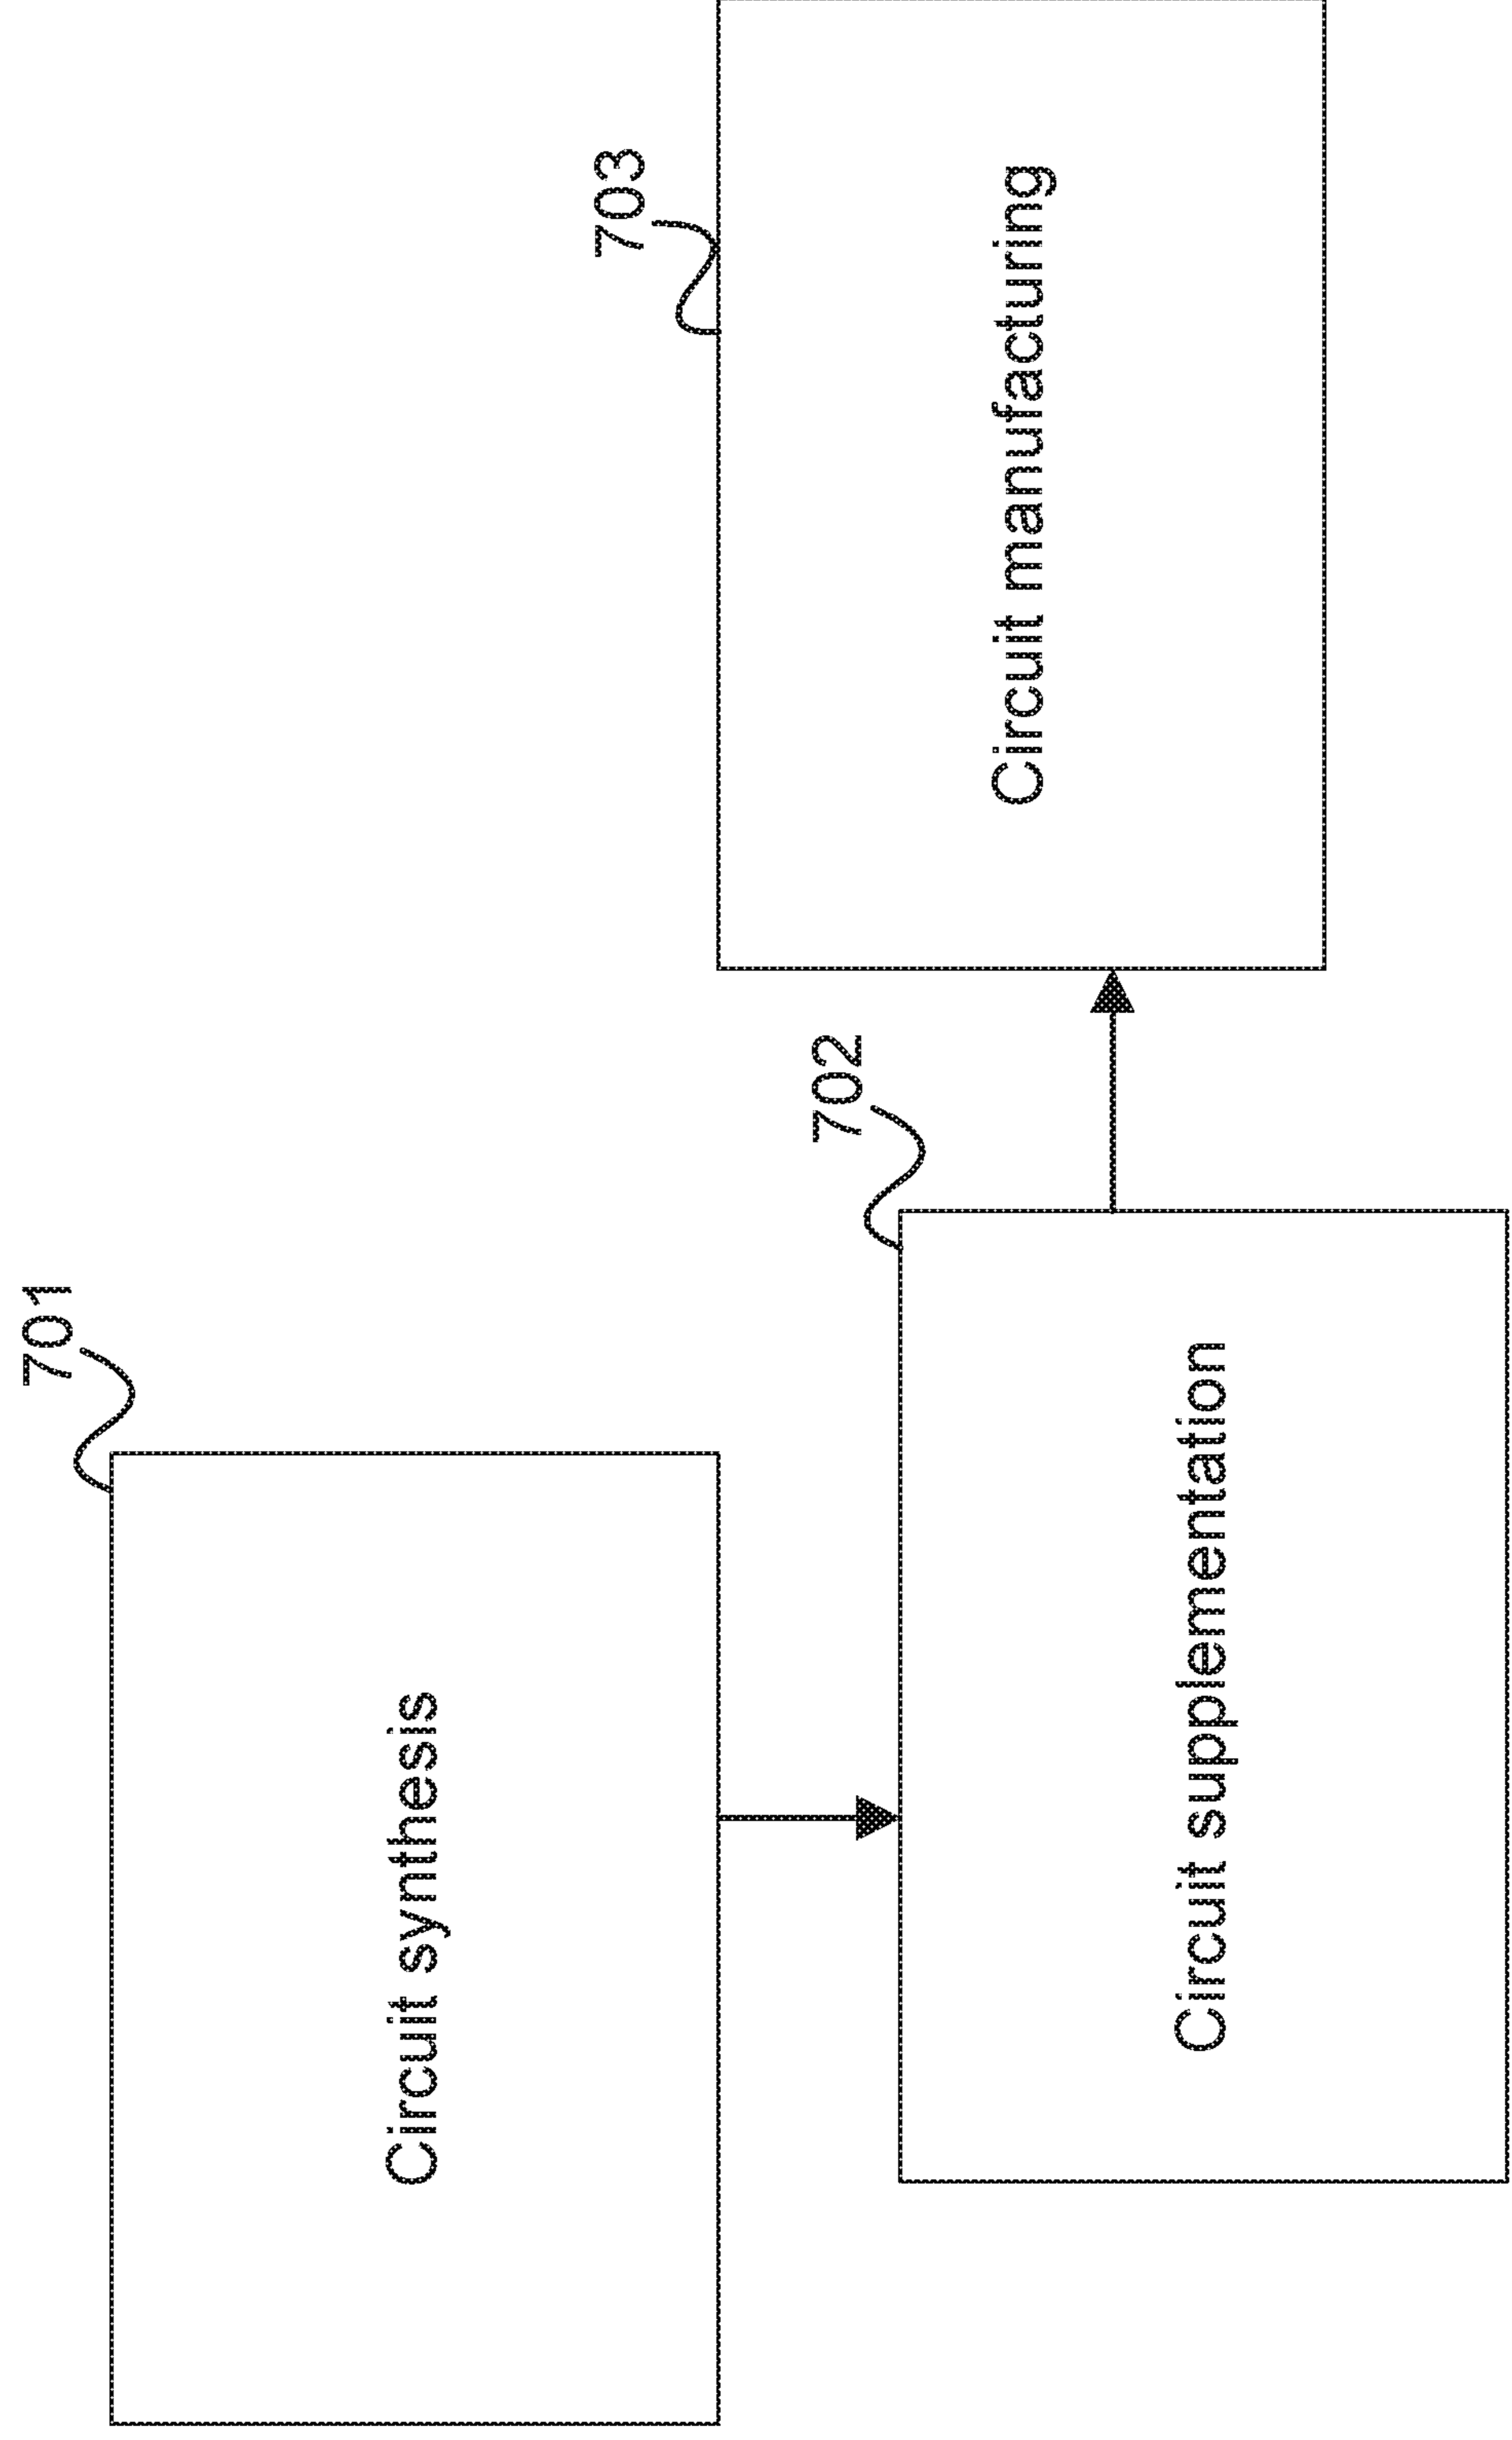 701
Circuit synthesis
702
Circuit supplementation
703
Circuit manufacturing